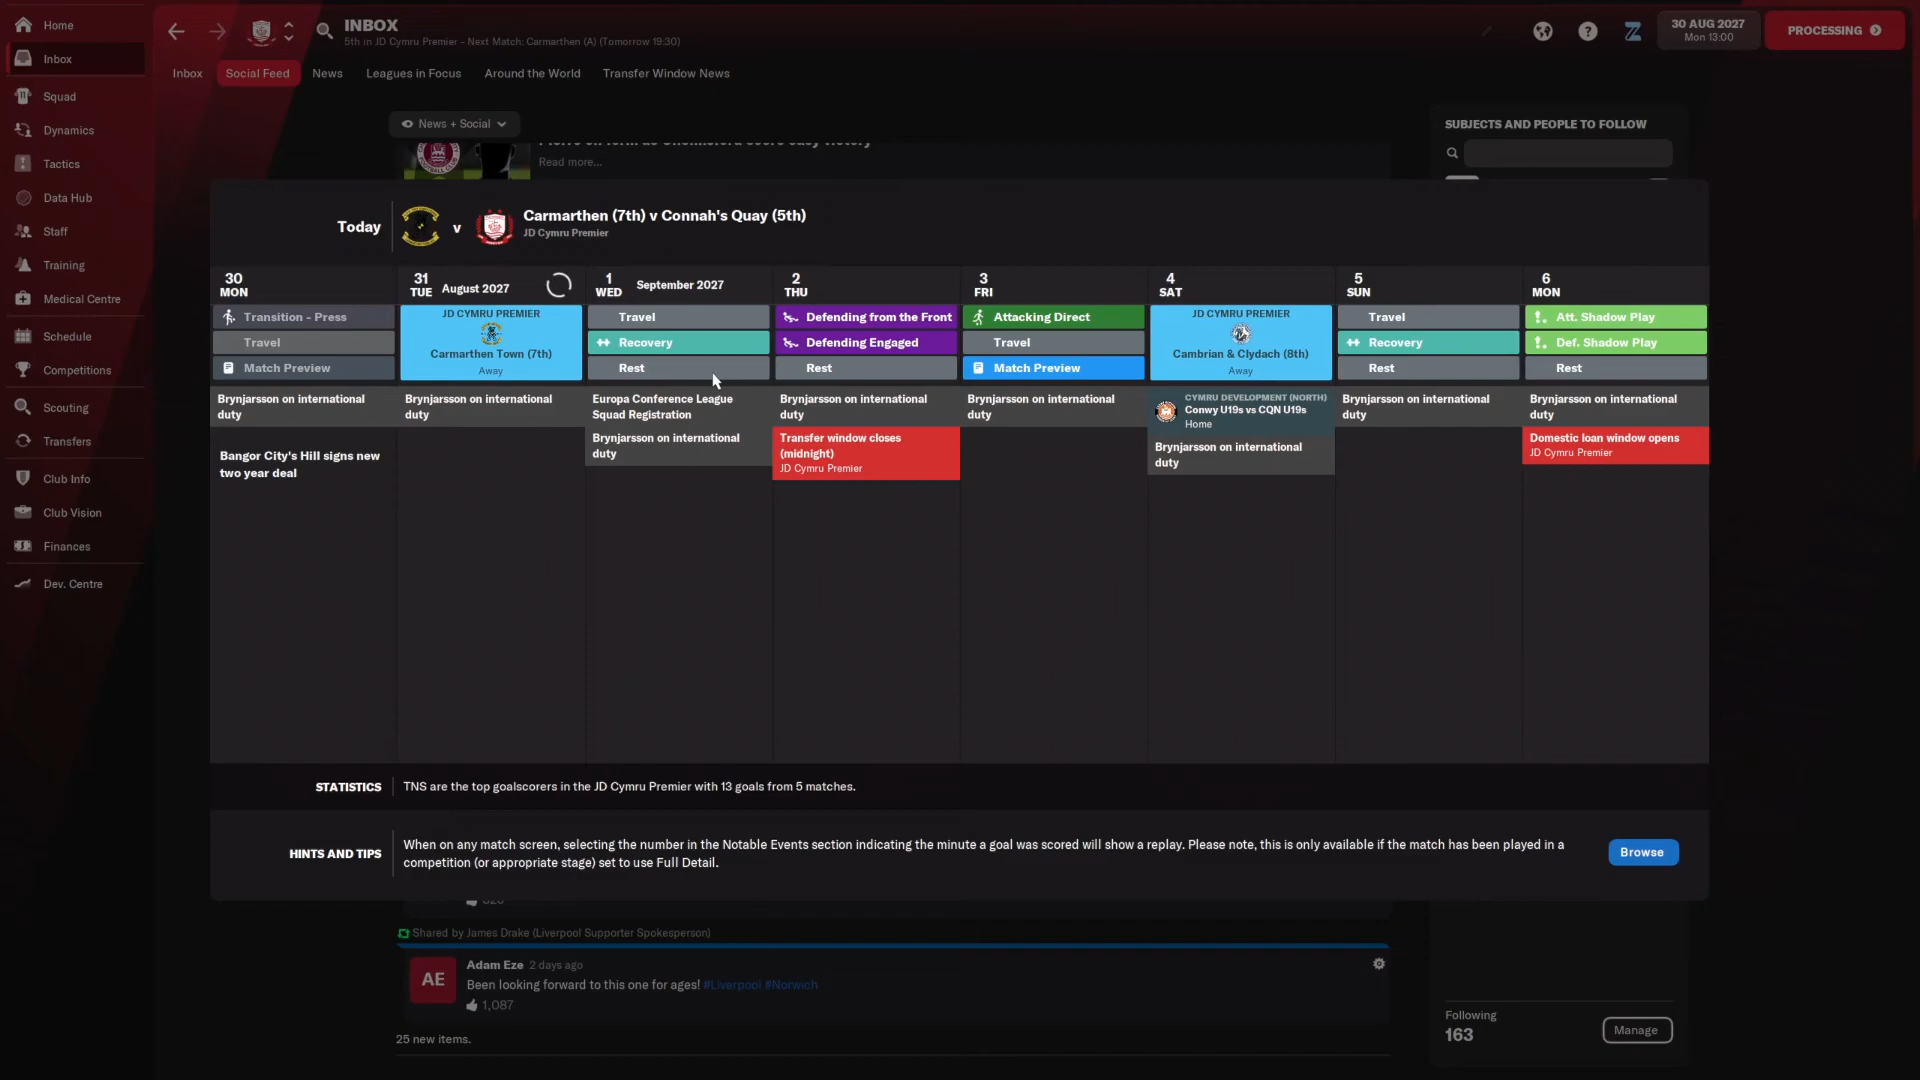 Home
Inbox
Squad
Dynamics
Tactics
Data Hub
Staff
Training
Medical Centre
Schedule
Competitions
Scouting
Transfers
Club Info
Club Vision
Finances
Dev. Centre
INBOX
5th in JD Cymru Premier - Next Match: Carmarthen (A) (Tomorrow 19:30)
30 AUG 2027
Mon 13:00
PROCESSING
Inbox
Social Feed
News
Leagues in Focus
Around the World
Transfer Window News
News + Social
Read more...
SUBJECTS AND PEOPLE TO FOLLOW
Today
v
Carmarthen (7th) v Connah's Quay (5th)
JD Cymru Premier
30
MON
31
TUE
August 2027
1
WED
September 2027
2
THU
3
FRI
4
SAT
5
SUN
6
MON
Transition - Press
Travel
Match Preview
JD CYMRU PREMIER
Carmarthen Town (7th)
Away
Travel
Recovery
Rest
Defending from the Front
Defending Engaged
Rest
Attacking Direct
Travel
Match Preview
JD CYMRU PREMIER
Cambrian & Clydach (8th)
Away
Travel
Recovery
Rest
Att. Shadow Play
Def. Shadow Play
Rest
Brynjarsson on international
duty
Bangor City's Hill signs new
two year deal
Brynjarsson on international
duty
Europa Conference League
Squad Registration
Brynjarsson on international
duty
Brynjarsson on international
duty
Transfer window closes
(midnight)
JD Cymru Premier
Brynjarsson on international
duty
CYMRU DEVELOPMENT (NORTH)
Conwy U19s vs CQN U19s
Home
Brynjarsson on international
duty
Brynjarsson on international
duty
Brynjarsson on international
duty
Domestic loan window opens
JD Cymru Premier
STATISTICS
TNS are the top goalscorers in the JD Cymru Premier with 13 goals from 5 matches.
HINTS AND TIPS
When on any match screen, selecting the number in the Notable Events section indicating the minute a goal was scored will show a replay. Please note, this is only available if the match has been played in a
competition (or appropriate stage) set to use Full Detail.
Browse
Shared by James Drake (Liverpool Supporter Spokesperson)
AE
Adam Eze 2 days ago
Been looking forward to this one for ages! #Liverpool #Norwich
1,087
25 new items.
Following
163
Manage